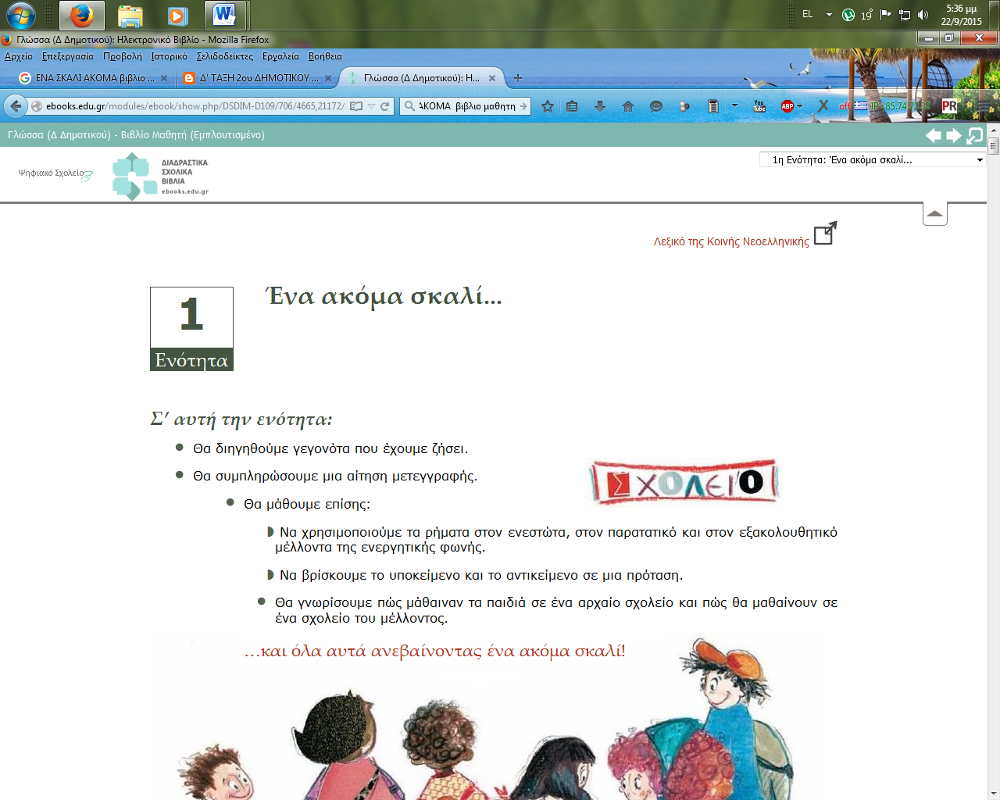 EL
19°
5:36 μμ
22/9/2015
Γλώσσα (Δ Δημοτικού): Ηλεκτρονικό Βιβλίο - Mozilla Firefox
Αρχείο Επεξεργασία Προβολή Ιστορικό Σελιδοδείκτες Εργαλεία Βοήθεια
ΕΝΑ ΣΚΑΛΙ ΑΚΟΜΑ βιβλιο ...
Δ' ΤΑΞΗ 2ου ΔΗΜΟΤΙΚΟΥ ...
Γλώσσα (Δ Δημοτικού): Η...
ebooks.edu.gr/modules/ebook/show.php/DSDIM-D109/706/4665,21172/
ΑΚΟΜΑ βιβλιο μαθητη
You Tube
ABP
off
PR
Γλώσσα (Δ Δημοτικού) - Βιβλίο Μαθητή (Εμπλουτισμένο)
Ψηφιακό Σχολείο
ΔΙΑΔΡΑΣΤΙΚΑ
ΣΧΟΛΙΚΑ
ΒΙΒΛΙΑ
ebooks.edu.gr
1η Ενότητα: Ένα ακόμα σκαλί...
Λεξικό της Κοινής Νεοελληνικής
1
Ενότητα
Ένα ακόμα σκαλί...
Σ' αυτή την ενότητα:
Θα διηγηθούμε γεγονότα που έχουμε ζήσει.
Θα συμπληρώσουμε μια αίτηση μετεγγραφής.
ΣΧΟΛΕΙΟ
Θα μάθουμε επίσης:
Να χρησιμοποιούμε τα ρήματα στον ενεστώτα, στον παρατατικό και στον εξακολουθητικό
μέλλοντα της ενεργητικής φωνής.
Να βρίσκουμε το υποκείμενο και το αντικείμενο σε μια πρόταση.
Θα γνωρίσουμε πώς μάθαιναν τα παιδιά σε ένα αρχαίο σχολείο και πώς θα μαθαίνουν σε
ένα σχολείο του μέλλοντος.
...και όλα αυτά ανεβαίνοντας ένα ακόμα σκαλί!